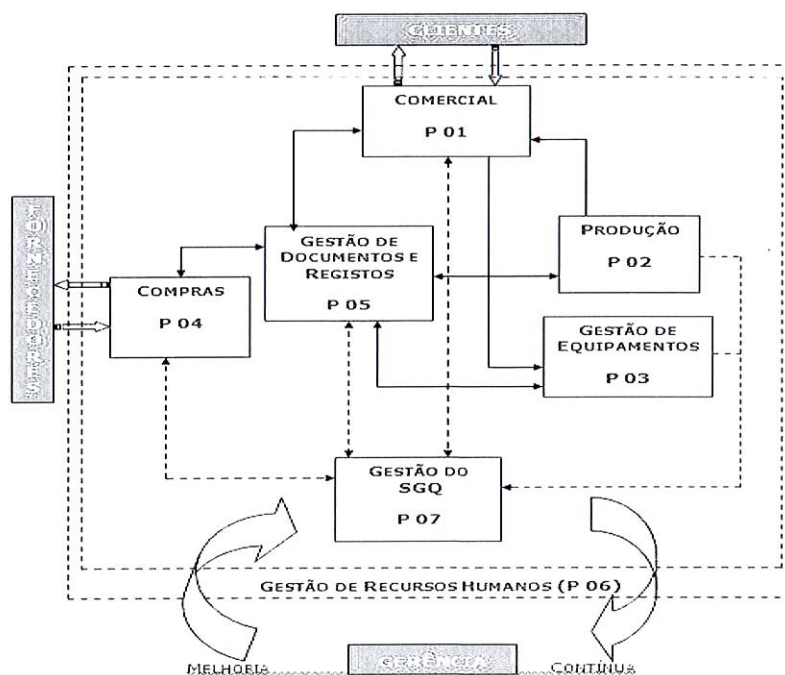 CLIENTES
COMERCIAL
P 01
GESTÃO DE
DOCUMENTOS E
REGISTOS
P 05
PRODUÇÃO
P 02
COMPRAS
P 04
GESTÃO DE
EQUIPAMENTOS
P 03
GESTÃO DO
SGQ
P 07
GESTÃO DE RECURSOS HUMANOS (P 06)
MELHORIA
GERÊNCIA
CONTÍNUA